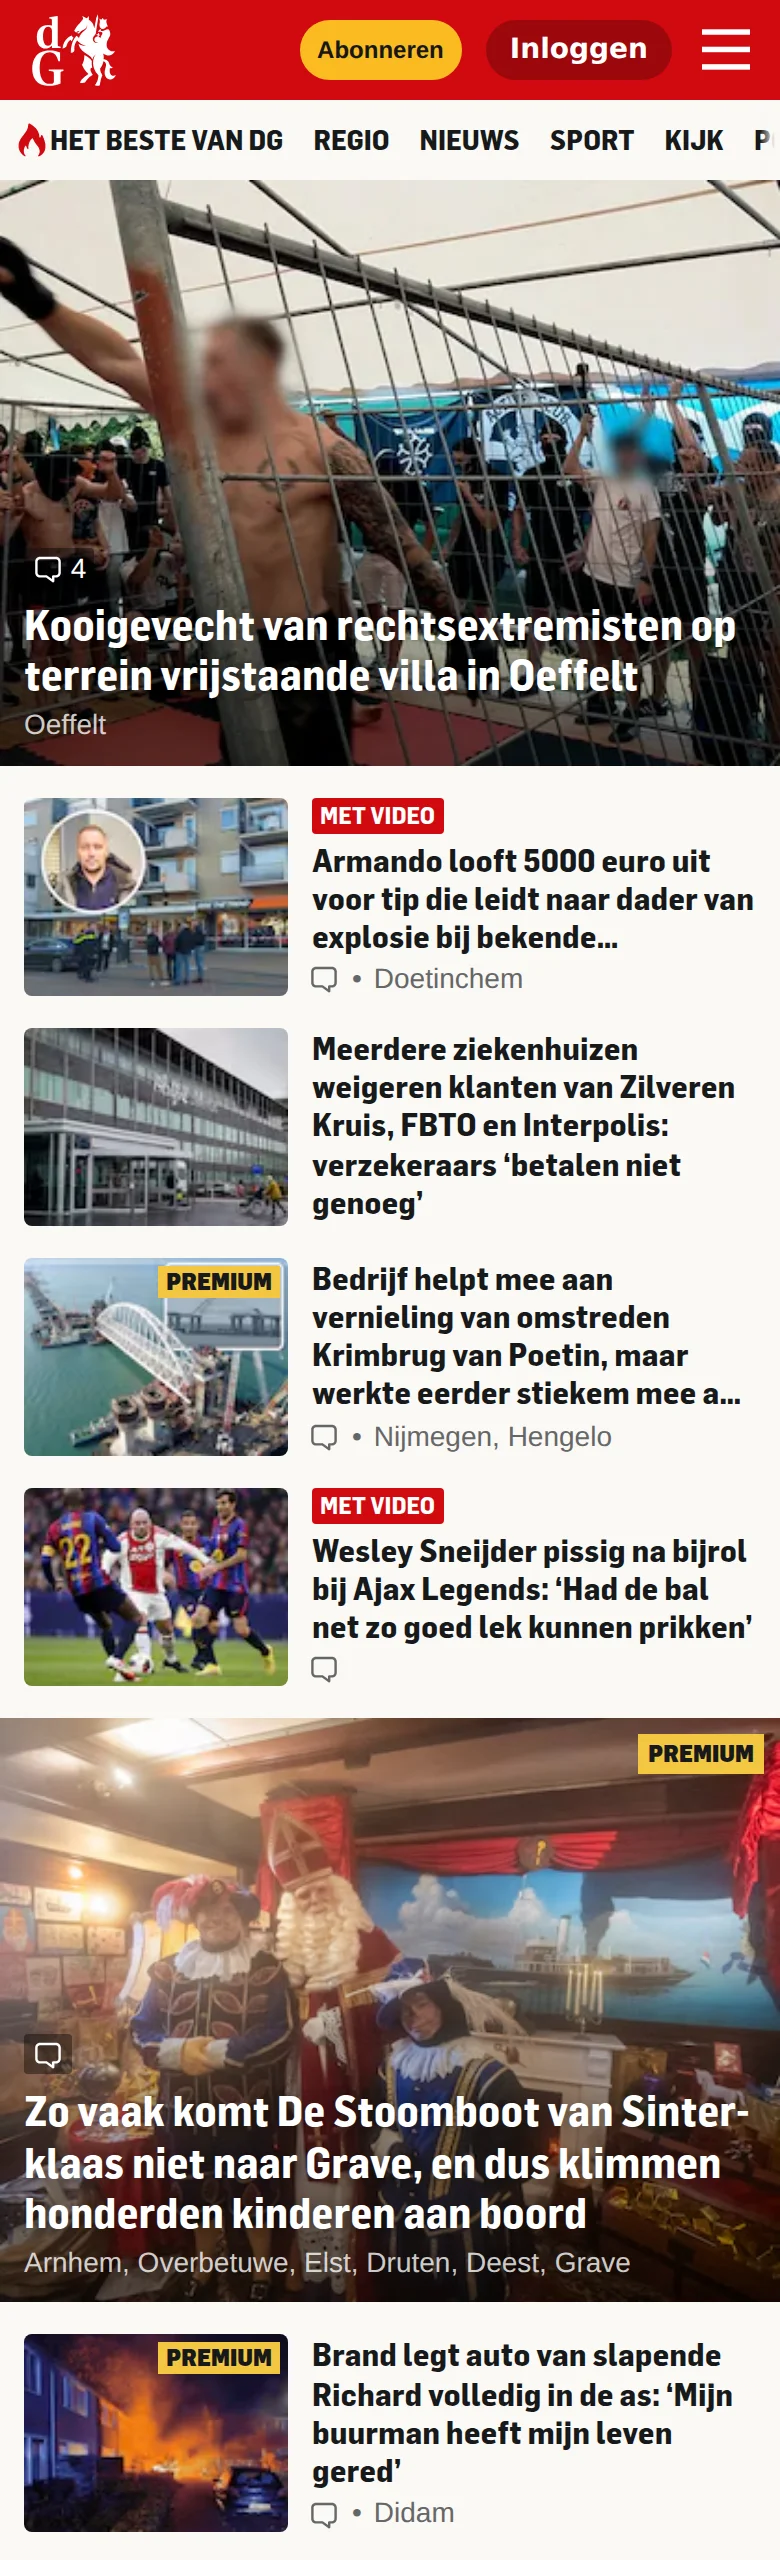 dG
Abonneren
Inloggen
HET BESTE VAN DG
REGIO
NIEUWS
SPORT
KIJK
4
Kooigevecht van rechtsextremisten op
terrein vrijstaande villa in Oeffelt
Oeffelt
MET VIDEO
Armando looft 5000 euro uit
voor tip die leidt naar dader van
explosie bij bekende...
• Doetinchem
Meerdere ziekenhuizen
weigeren klanten van Zilveren
Kruis, FBTO en Interpolis:
verzekeraars ‘betalen niet
genoeg’
PREMIUM
Bedrijf helpt mee aan
vernieling van omstreden
Krimbrug van Poetin, maar
werkte eerder stiekem mee a...
• Nijmegen, Hengelo
22
MET VIDEO
Wesley Sneijder pissig na bijrol
bij Ajax Legends: ‘Had de bal
net zo goed lek kunnen prikken’
PREMIUM
Zo vaak komt De Stoomboot van Sinter-
klaas niet naar Grave, en dus klimmen
honderden kinderen aan boord
Arnhem, Overbetuwe, Elst, Druten, Deest, Grave
PREMIUM
Brand legt auto van slapende
Richard volledig in de as: ‘Mijn
buurman heeft mijn leven
gered’
• Didam